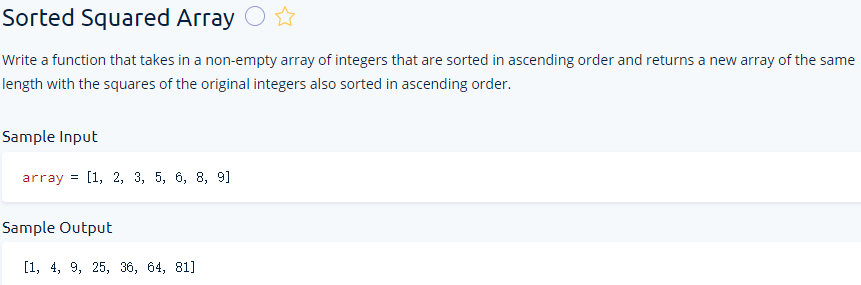 Sorted Squared Array
Write a function that takes in a non-empty array of integers that are sorted in ascending order and returns a new array of the same
length with the squares of the original integers also sorted in ascending order.
Sample Input
array = [1, 2, 3, 5, 6, 8, 9]
Sample Output
[1, 4, 9, 25, 36, 64, 81]